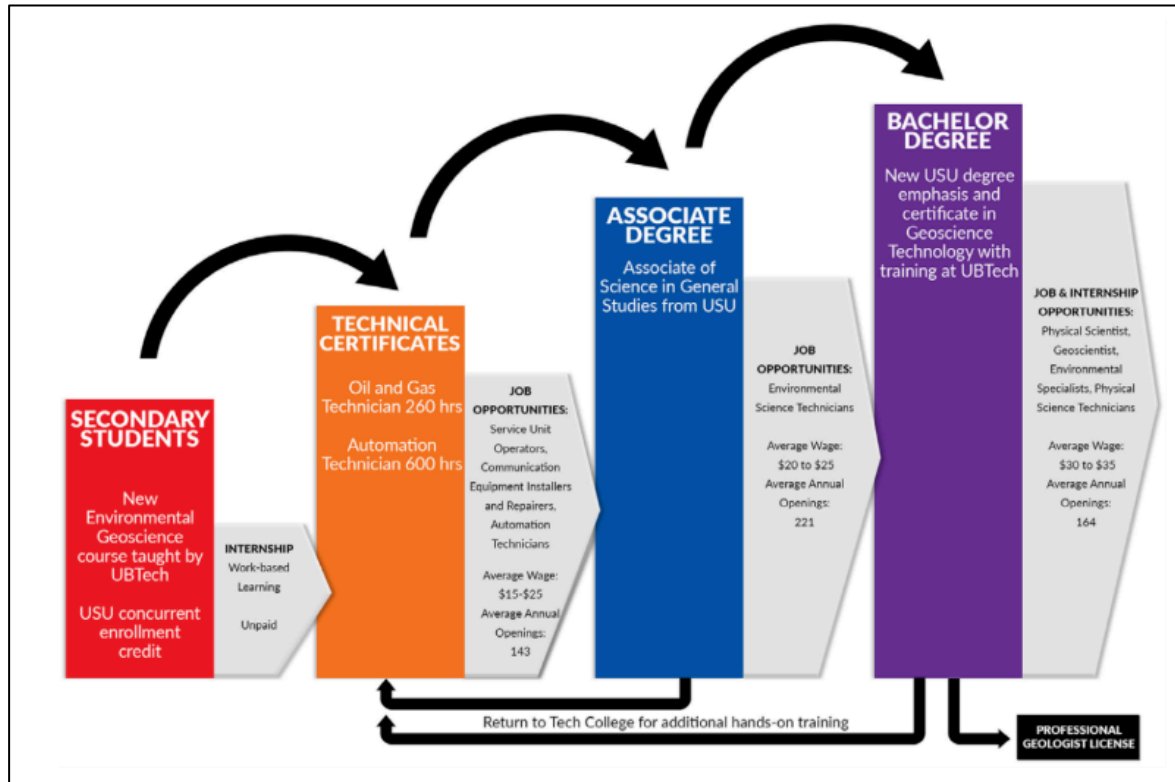 SECONDARY
STUDENTS
New
Environmental
Geoscience
course taught by
UBTech
USU concurrent
enrollment
credit
INTERNSHIP
Work-based
Learning
Unpaid
TECHNICAL
CERTIFICATES
Oil and Gas
Technician 260 hrs
Automation
Technician 600 hrs
JOB
OPPORTUNITIES:
Service Unit
Operators,
Communication
Equipment Installers
and Repairers,
Automation
Technicians
Average Wage:
$15-$25
Average Annual
Openings:
143
ASSOCIATE
DEGREE
Associate of
Science in General
Studies from USU
JOB
OPPORTUNITIES:
Environmental
Science Technicians
Average Wage:
$20 to $25
Average Annual
Openings:
221
BACHELOR
DEGREE
New USU degree
emphasis and
certificate in
Geoscience
Technology with
training at UBTech
JOB & INTERNSHIP
OPPORTUNITIES:
Physical Scientist,
Geoscientist,
Environmental
Specialists, Physical
Science Technicians
Average Wage:
$30 to $35
Average Annual
Openings:
164
Return to Tech College for additional hands-on training
PROFESSIONAL
GEOLOGIST LICENSE